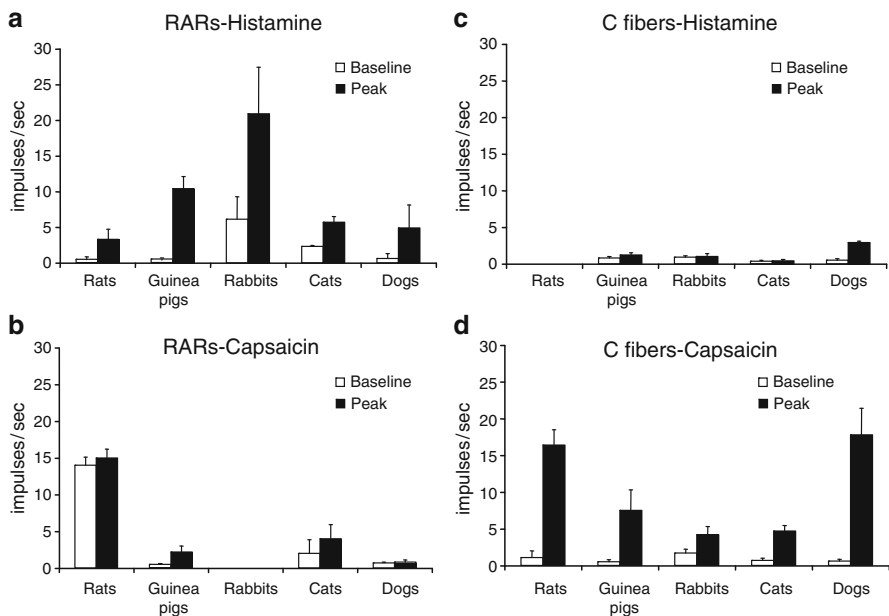 a
RARs-Histamine
30
25
20
15
10
5
0
impulses/sec
Baseline
Peak
Rats
Guinea
pigs
Rabbits
Cats
Dogs
c
C fibers-Histamine
30
25
20
15
10
5
0
impulses/sec
Baseline
Peak
Rats
Guinea
pigs
Rabbits
Cats
Dogs
b
RARs-Capsaicin
30
25
20
15
10
5
0
impulses/sec
Baseline
Peak
Rats
Guinea
pigs
Rabbits
Cats
Dogs
d
C fibers-Capsaicin
30
25
20
15
10
5
0
impulses/sec
Baseline
Peak
Rats
Guinea
pigs
Rabbits
Cats
Dogs